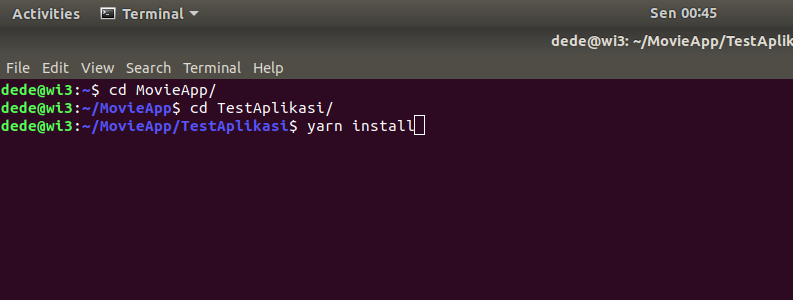 Activities Terminal Sen 00:45
dede@wi3: ~/MovieApp/TestAplik
File Edit View Search Terminal Help
dede@wi3:~$ cd MovieApp/
dede@wi3:~/MovieApp$ cd TestAplikasi/
dede@wi3:~/MovieApp/TestAplikasi$ yarn install